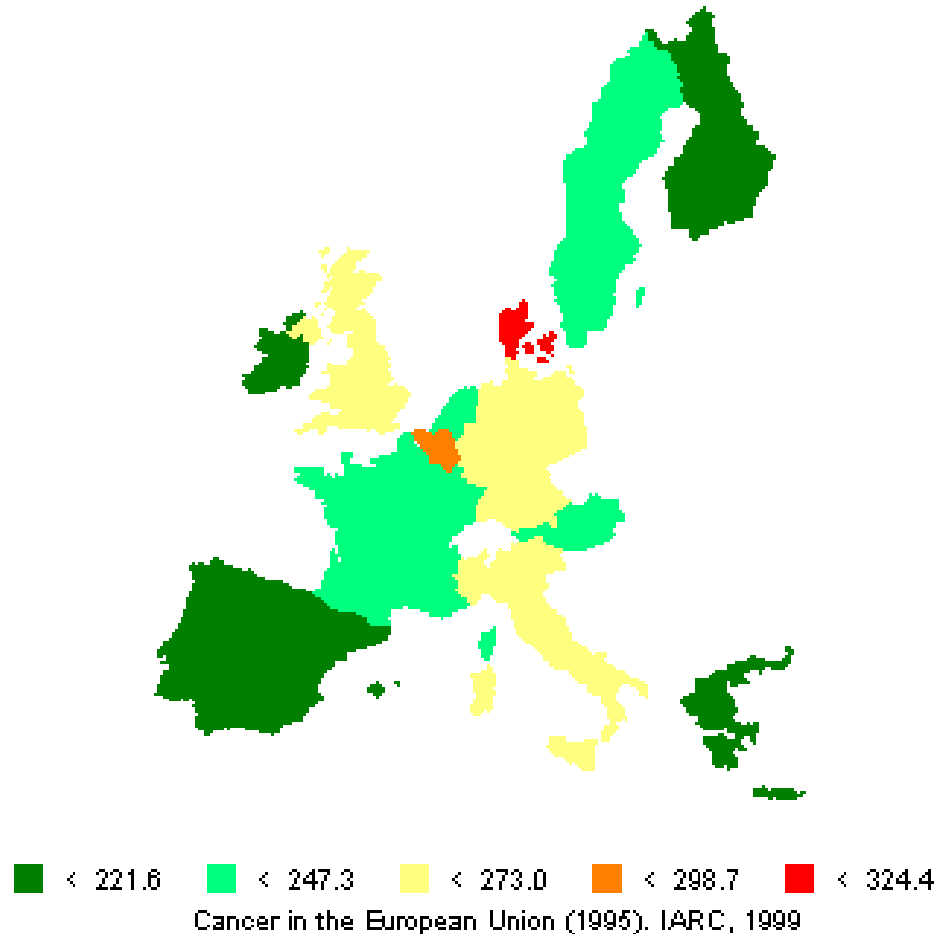 < 221.6 < 247.3 < 273.0 < 298.7 < 324.4
Cancer in the European Union (1995). IARC, 1999